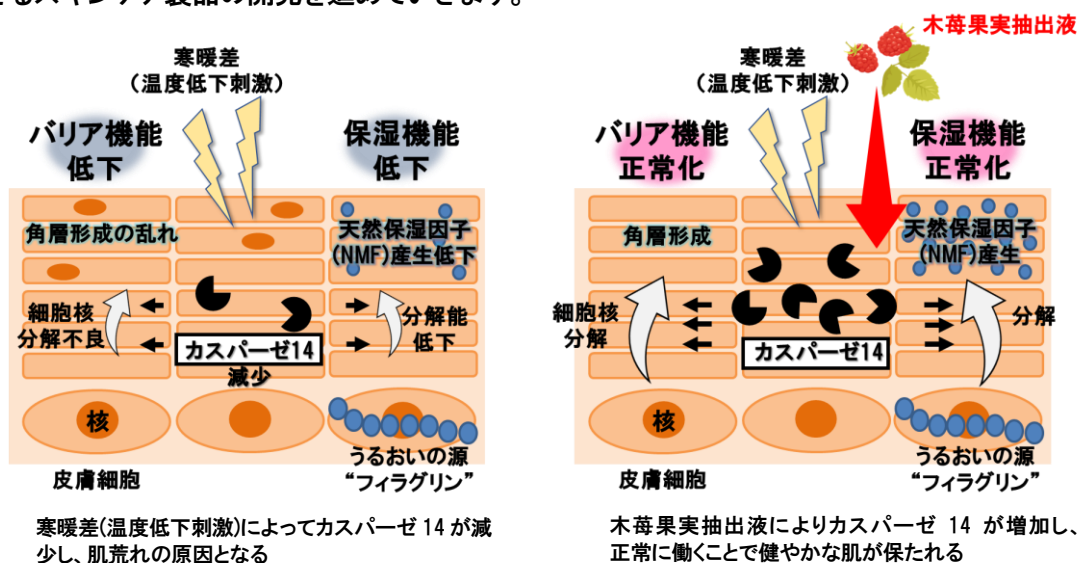 るスキンケア製品の開発を進めていきます。
寒暖差
（温度低下刺激）
バリア機能
低下
保湿機能
低下
角層形成の乱れ
天然保湿因子
(NMF)産生低下
細胞核
分解不良
分解能
低下
カスパーゼ14
減少
核
うるおいの源
“フィラグリン”
皮膚細胞
寒暖差(温度低下刺激)によってカスパーゼ 14 が減
少し、肌荒れの原因となる
木苺果実抽出液
寒暖差
（温度低下刺激）
バリア機能
正常化
保湿機能
正常化
角層形成
天然保湿因子
(NMF)産生
細胞核
分解
分解
カスパーゼ14
核
うるおいの源
“フィラグリン”
皮膚細胞
木苺果実抽出液によりカスパーゼ 14 が増加し、
正常に働くことで健やかな肌が保たれる